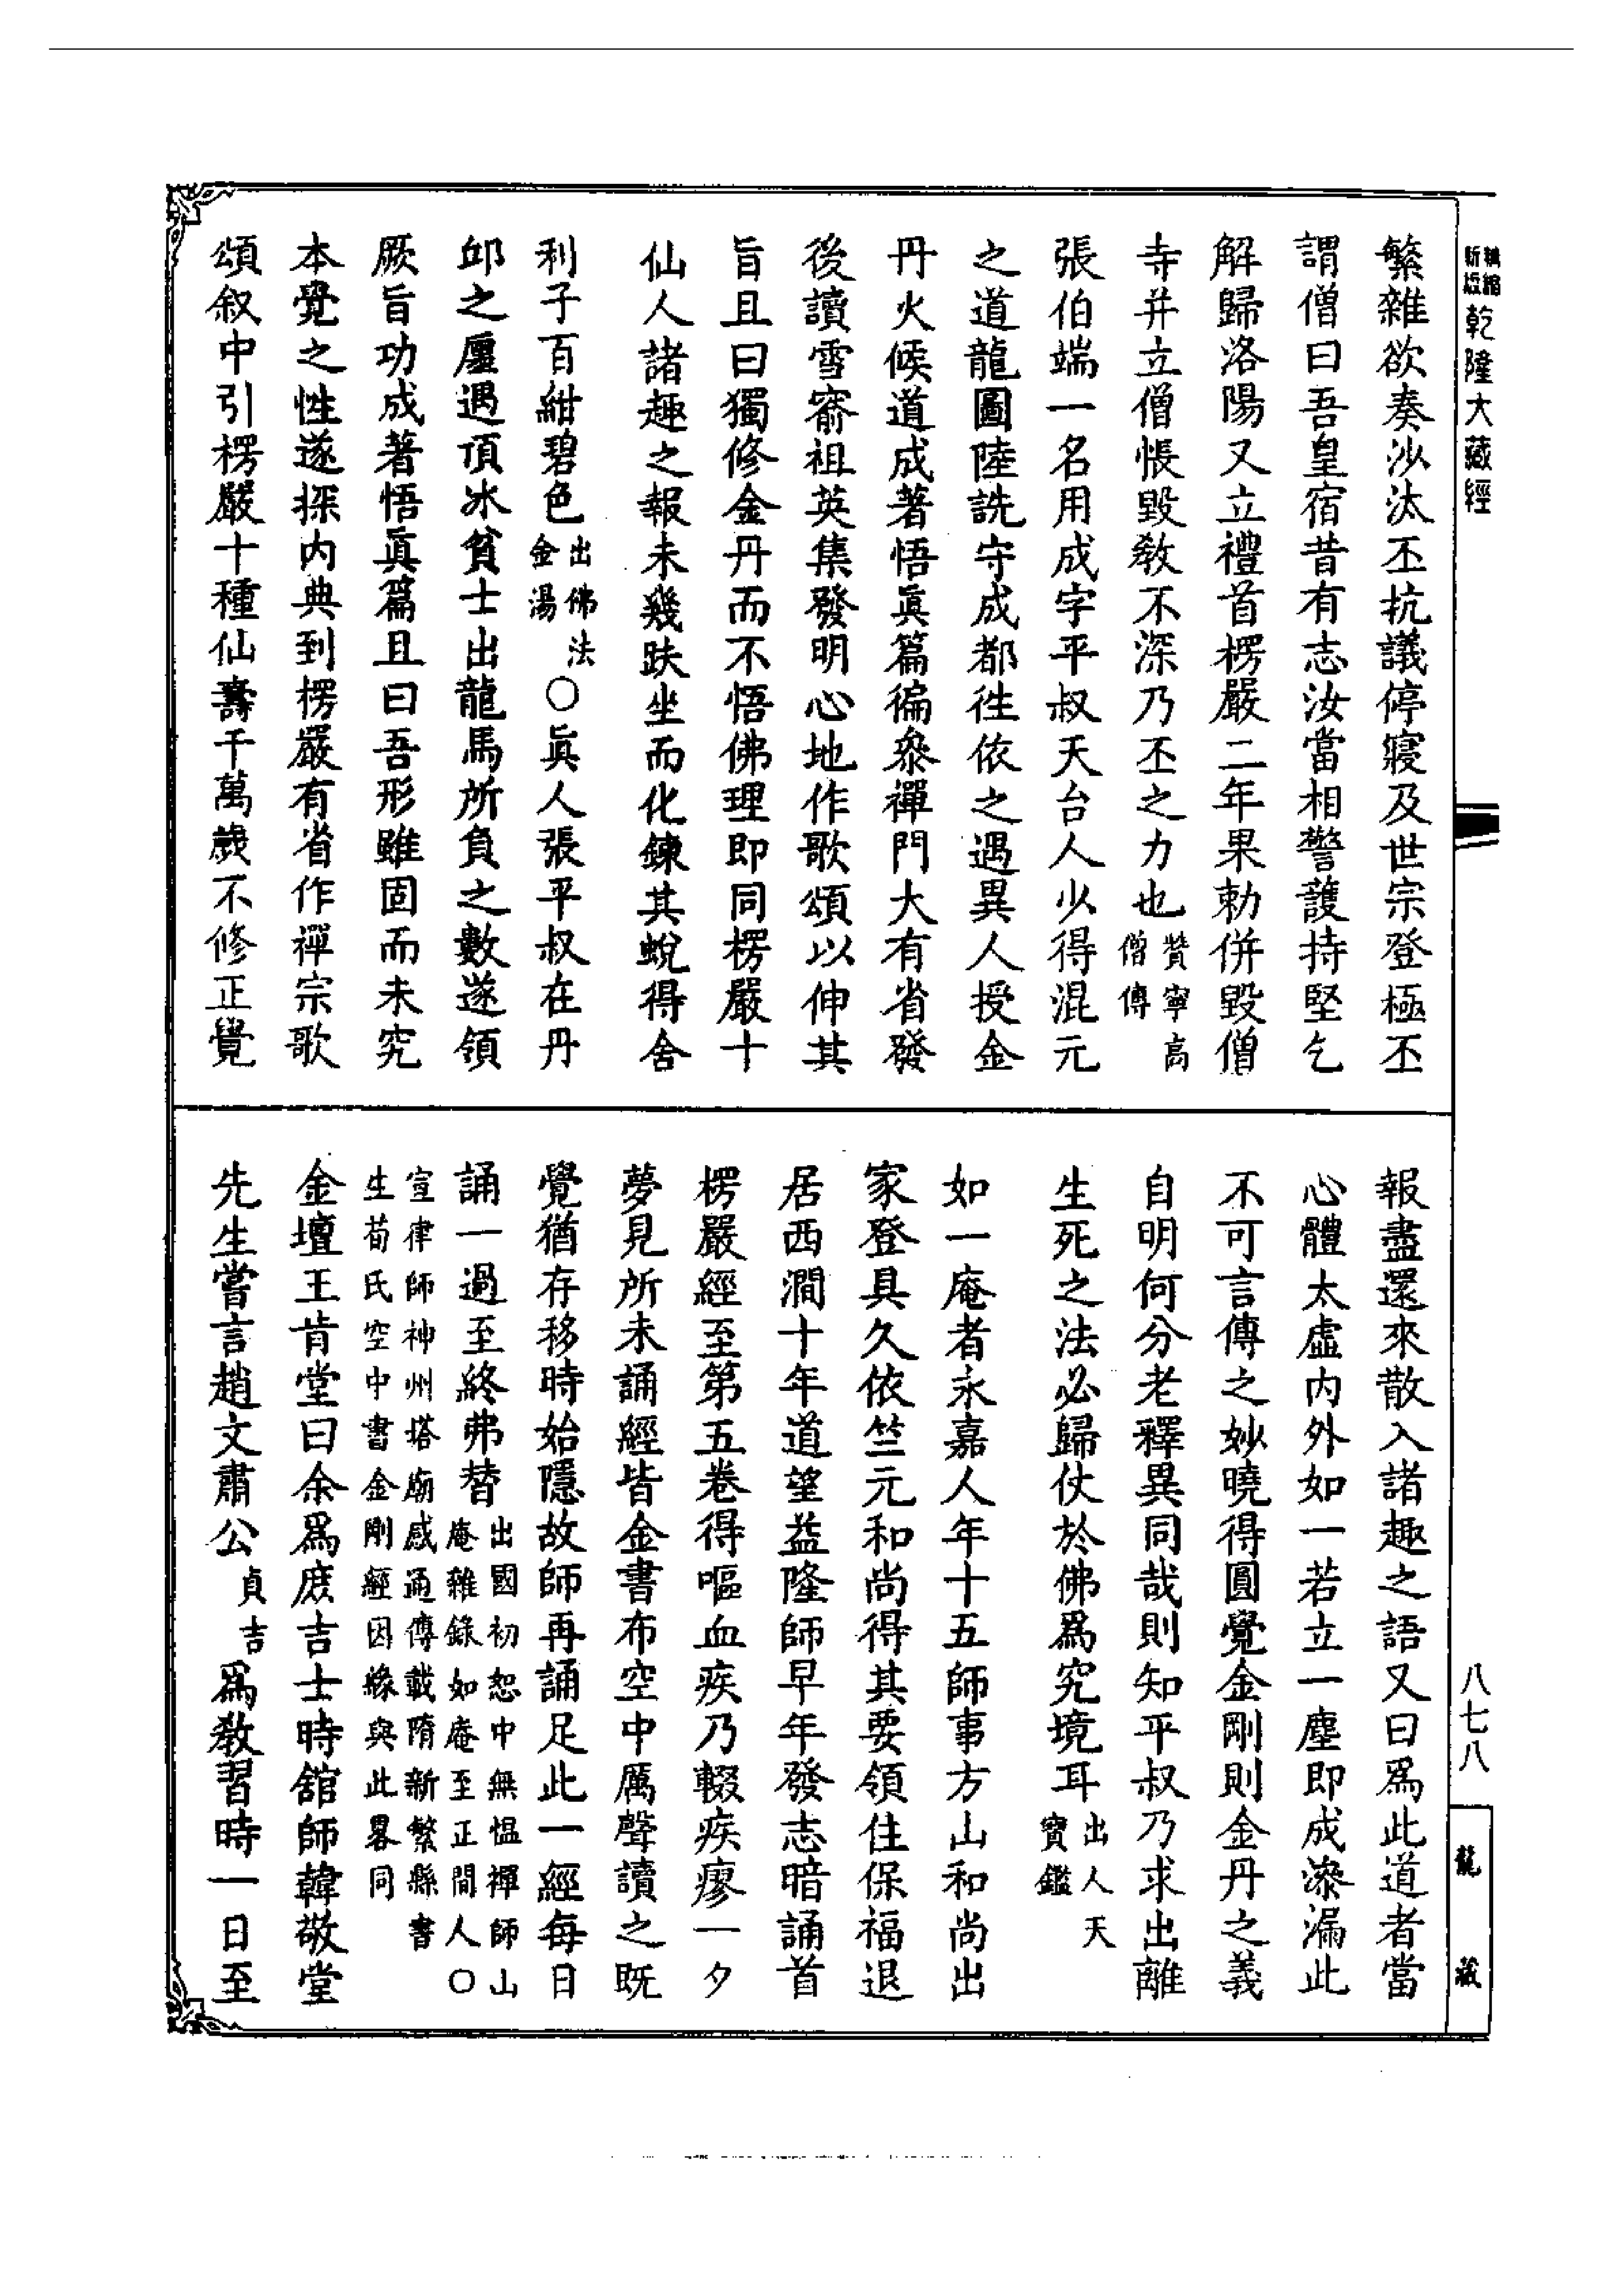 乾隆大藏經
繁雜欲奏沙汰丕抗議停寢及世宗登極丕
謂僧曰吾皇宿昔有志汝當相警護持堅乞
解歸洛陽又立禮首楞嚴二年果勅併毀僧
寺并立僧帳毀教不深乃丕之力也贊寧高僧傳
張伯端一名用成字平叔天台人少得混元
之道龍圖陸詵守成都徃依之遇異人授金
丹火候道成著悟眞篇徧叅禪門大有省發
後讀雪竇祖英集發明心地作歌頌以伸其
旨且曰獨修金丹而不悟佛理即同楞嚴十
仙人諸趣之報未幾趺坐而化鍊其蛻得舍
利子百紺碧色出佛法金湯〇眞人張平叔在丹
邱之廛遇頂冰貧士出龍馬所負之數遂領
厥旨功成著悟眞篇且曰吾形雖固而未究
本覺之性遂探內典到楞嚴有省作禪宗歌
頌叙中引楞嚴十種仙壽千萬歲不修正覺
報盡還來散入諸趣之語又曰爲此道者當
心體太虛內外如一若立一塵即成滲漏此
不可言傳之妙曉得圓覺金剛則金丹之義
自明何分老釋異同哉則知平叔乃求出離
生死之法必歸仗於佛爲究境耳出人天寶鑑
如一庵者永嘉人年十五師事方山和尚出
家登具久依竺元和尚得其要領住保福退
居西澗十年道望益隆師早年發志暗誦首
楞嚴經至第五卷得嘔血疾乃輟疾瘳一夕
夢見所未誦經皆金書布空中厲聲讀之既
覺猶存移時始隱故師再誦足此一經每日
誦一過至終弗替出國初恕中無愠禪師山庵雜錄如庵至正間人〇
宣律師神州塔廟感通傳載隋新繁縣書生荀氏空中書金剛經因緣與此畧同
金壇王肯堂曰余爲庶吉士時舘師韓敬堂
先生嘗言趙文肅公貞吉爲教習時一日至
八七八
龍藏